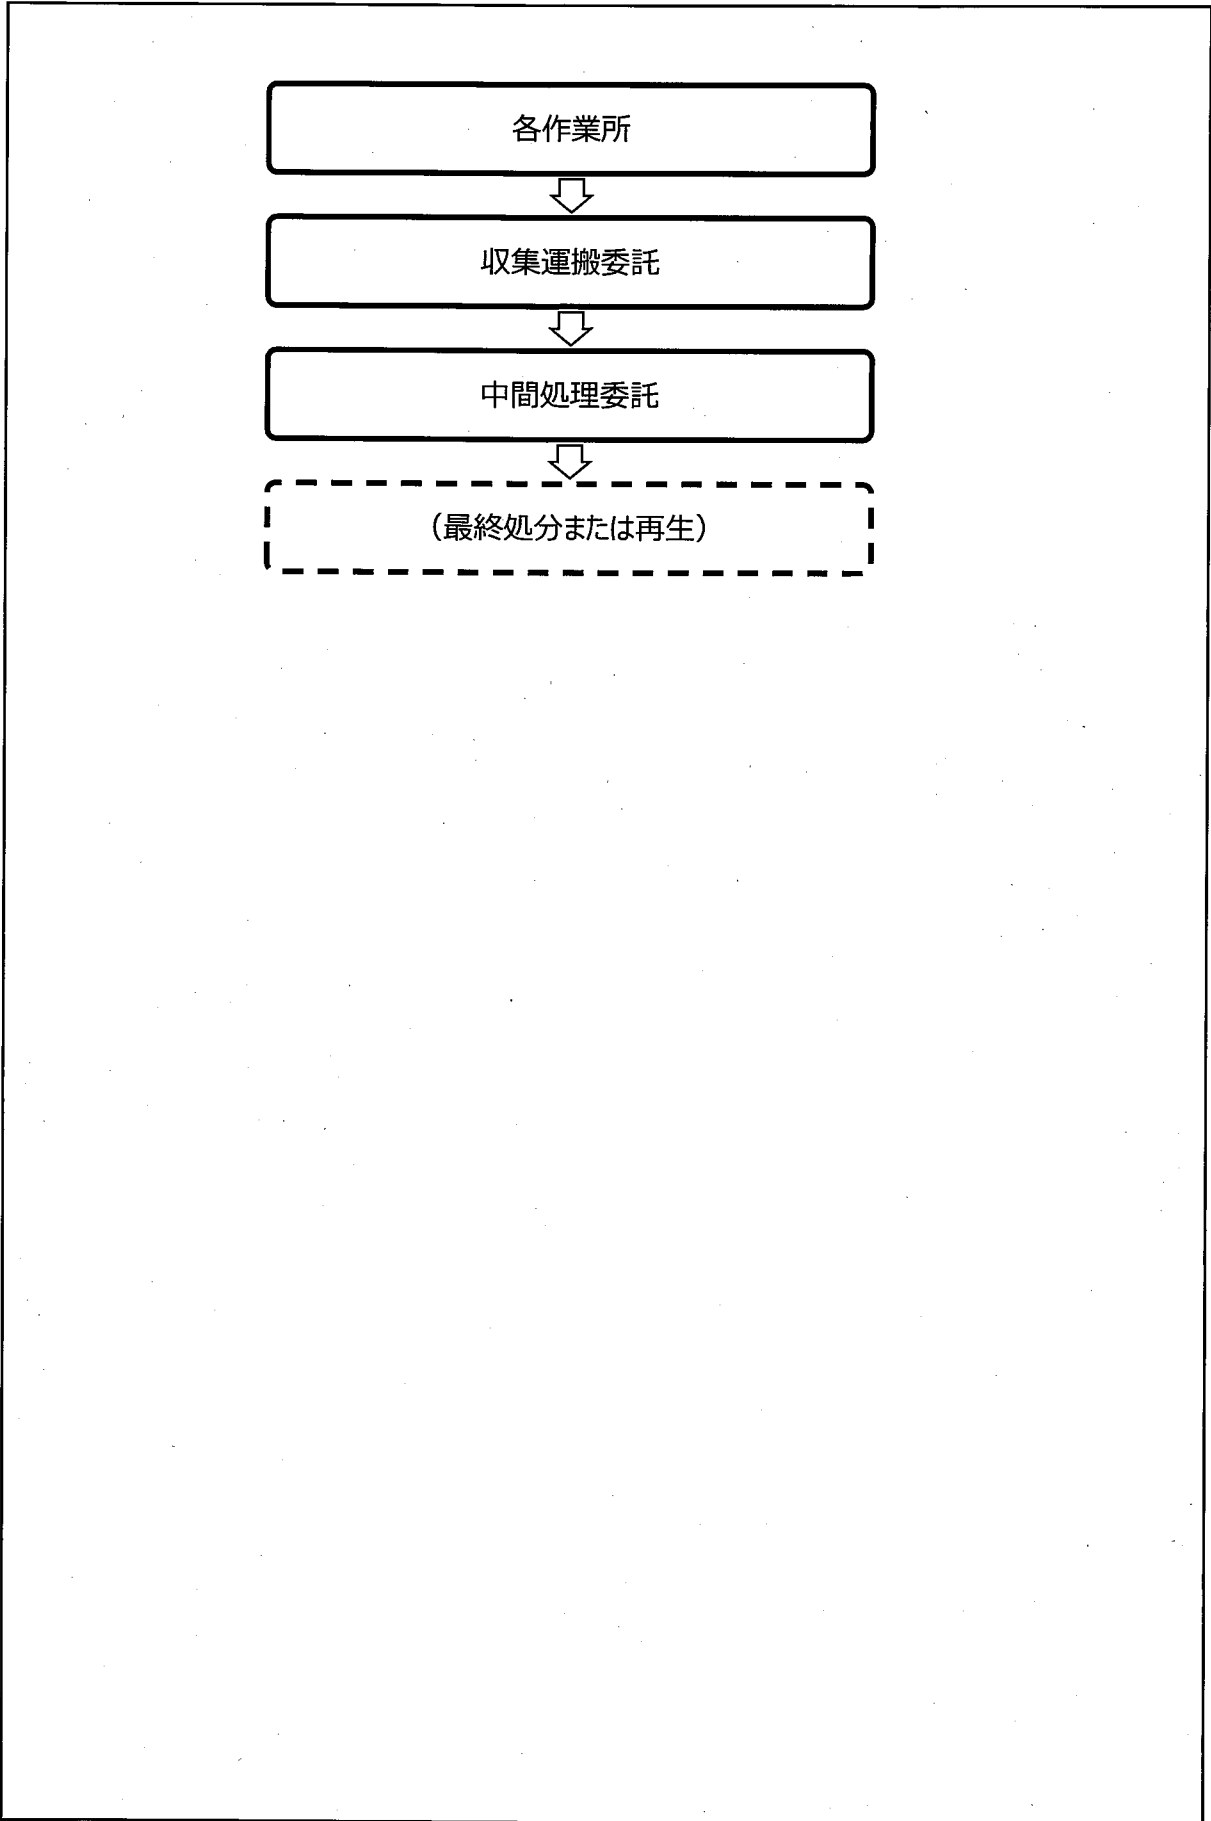 各作業所
収集運搬委託
中間処理委託
（最終処分または再生）